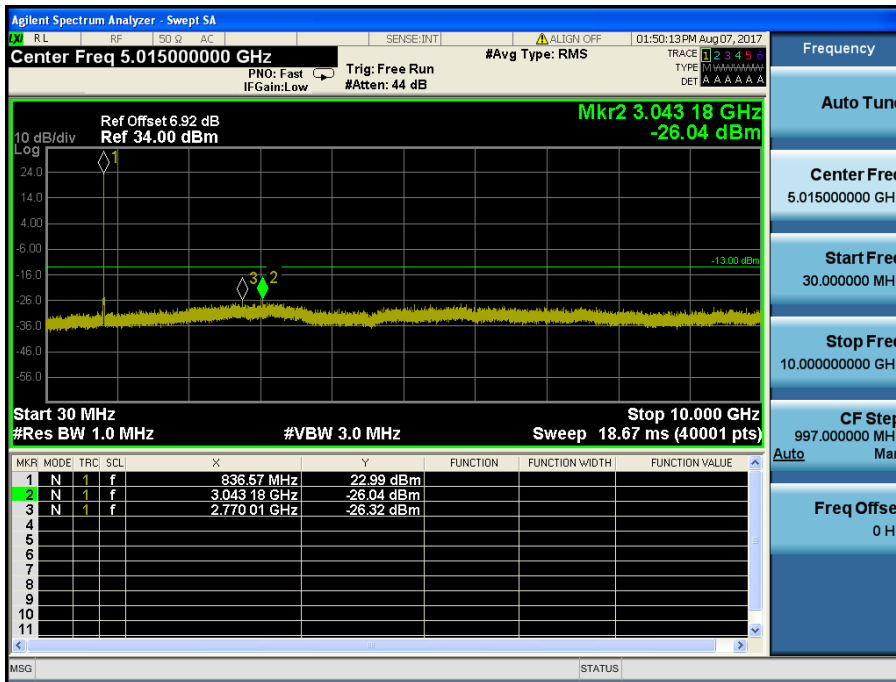 Agilent Spectrum Analyzer - Swept SA
LXI RL RF 50 Ω AC SENSE:INT ALIGN OFF 01:50:13 PM Aug 07, 2017
Center Freq 5.015000000 GHz
PNO: Fast
IFGain:Low
Trig: Free Run
#Atten: 44 dB
#Avg Type: RMS
TRACE 1 2 3 4 5 6
TYPE M WWWWW
DET A A A A A A
Ref Offset 6.92 dB
Ref 34.00 dBm
10 dB/div
Log
Mkr2 3.043 18 GHz
-26.04 dBm
24.0
14.0
4.00
-6.00
-16.0
-26.0
-36.0
-46.0
-56.0
1
3
2
-13.00 dBm
Start 30 MHz
Stop 10.000 GHz
#Res BW 1.0 MHz
#VBW 3.0 MHz
Sweep 18.67 ms (40001 pts)
MKR MODE TRC SCL X Y FUNCTION FUNCTION WIDTH FUNCTION VALUE
1 N 1 f 836.57 MHz 22.99 dBm
2 N 1 f 3.043 18 GHz -26.04 dBm
3 N 1 f 2.770 01 GHz -26.32 dBm
4
5
6
7
8
9
10
11
MSG
STATUS
Frequency
Auto Tune
Center Freq
5.015000000 GH
Start Freq
30.000000 MH
Stop Freq
10.000000000 GH
CF Step
997.000000 MH
Auto Man
Freq Offse
0 H